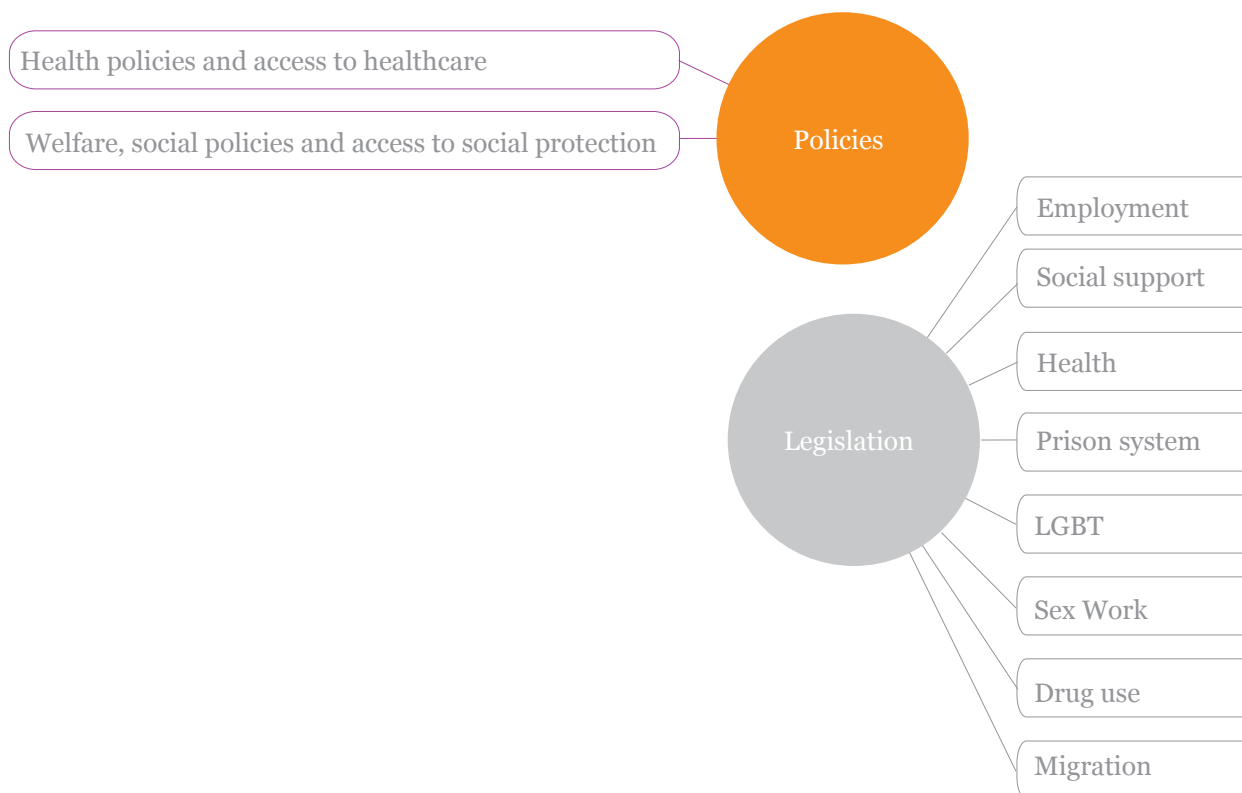 Health policies and access to healthcare
Welfare, social policies and access to social protection
Policies
Employment
Social support
Health
Prison system
Legislation
LGBT
Sex Work
Drug use
Migration